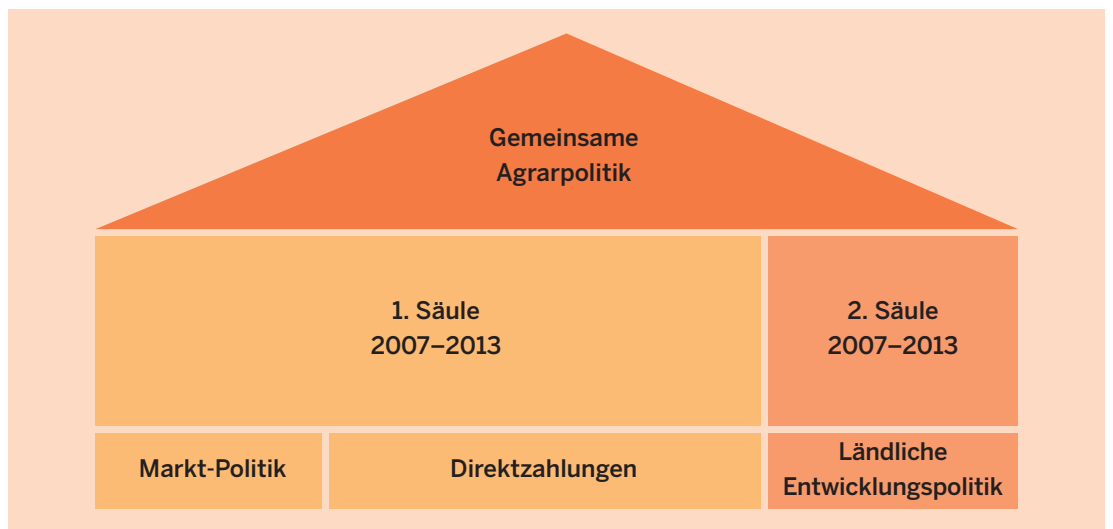 Gemeinsame
Agrarpolitik
1. Säule
2007–2013
2. Säule
2007–2013
Markt-Politik
Direktzahlungen
Ländliche
Entwicklungspolitik